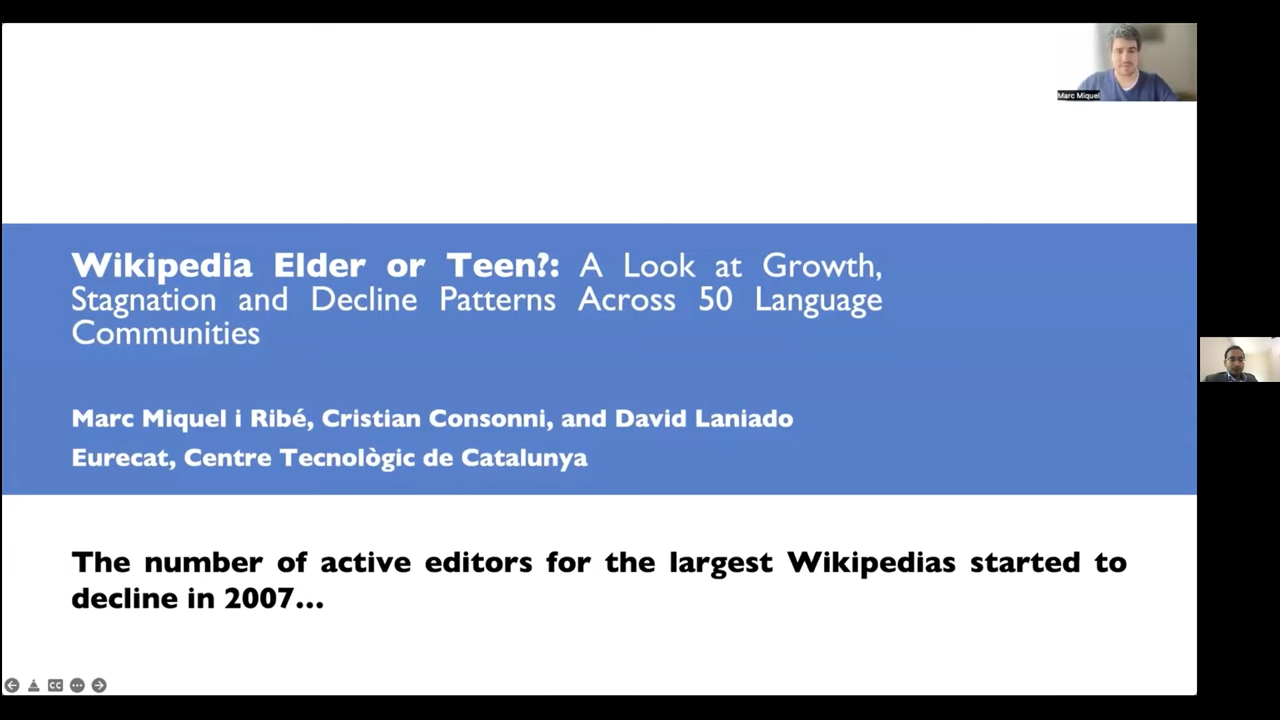 Marc Miquel
Wikipedia Elder or Teen?: A Look at Growth,
Stagnation and Decline Patterns Across 50 Language
Communities
Marc Miquel i Ribé, Cristian Consonni, and David Laniado
Eurecat, Centre Tecnològic de Catalunya
The number of active editors for the largest Wikipedias started to
decline in 2007...
CC